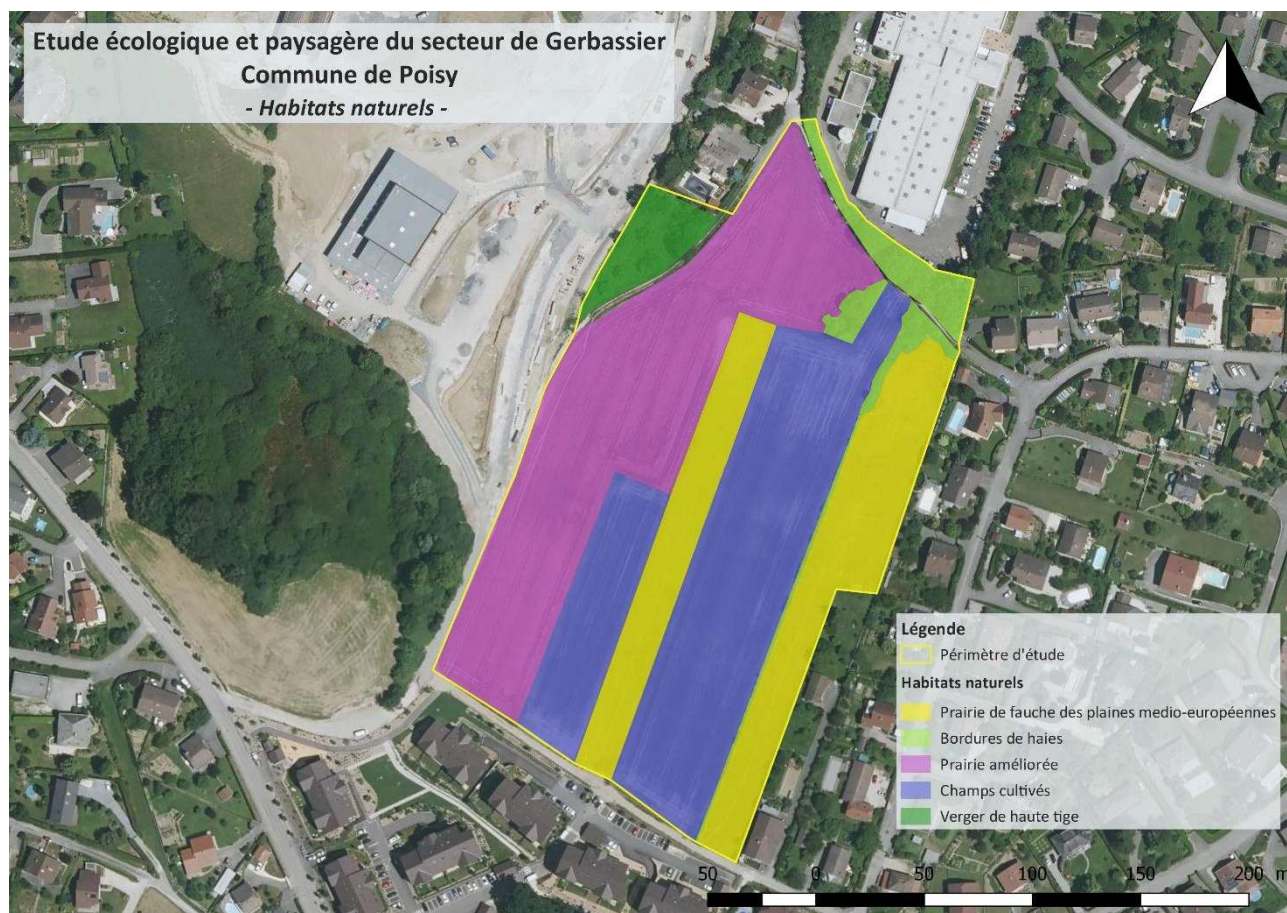 Etude écologique et paysagère du secteur de Gerbassier
Commune de Poisy
- Habitats naturels -
Légende
Périmètre d'étude
Habitats naturels
Prairie de fauche des plaines medio-européennes
Bordures de haies
Prairie améliorée
Champs cultivés
Verger de haute tige
50 0 50 100 150 200 m